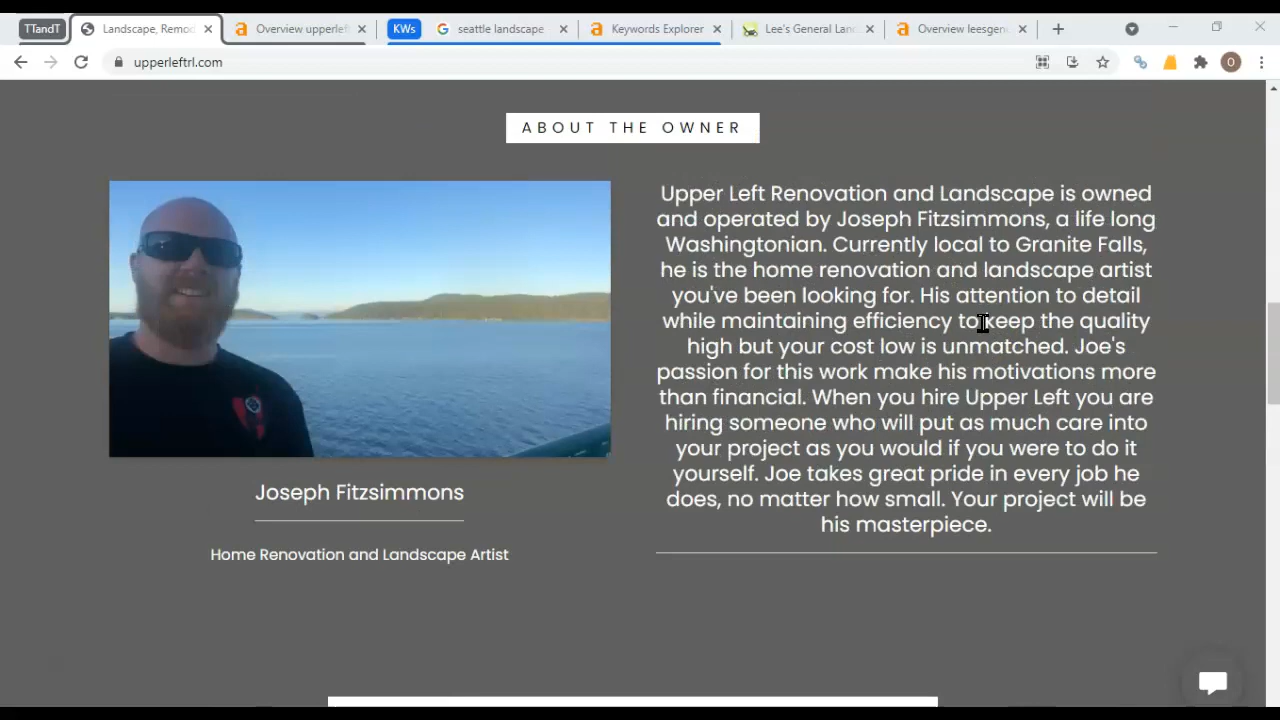 TTandT
Landscape, Remo
Overview upperlef
KWs
seattle landscape
Keywords Explorer
Lee's General Lan
Overview leesgen
upperleftrl.com
O
ABOUT THE OWNER
Upper Left Renovation and Landscape is owned
and operated by Joseph Fitzsimmons, a life long
Washingtonian. Currently local to Granite Falls,
he is the home renovation and landscape artist
you've been looking for. His attention to detail
while maintaining efficiency to keep the quality
high but your cost low is unmatched. Joe's
passion for this work make his motivations more
than financial. When you hire Upper Left you are
hiring someone who will put as much care into
your project as you would if you were to do it
yourself. Joe takes great pride in every job he
does, no matter how small. Your project will be
his masterpiece.
Joseph Fitzsimmons
Home Renovation and Landscape Artist